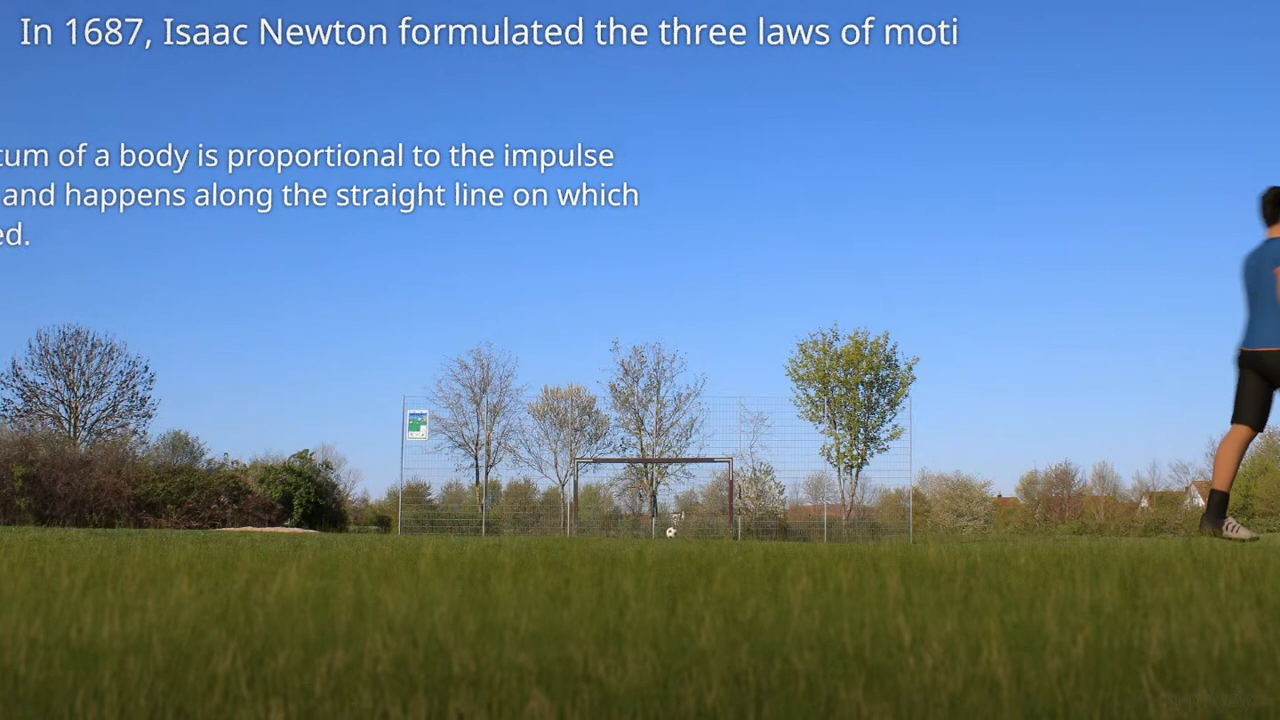 In 1687, Isaac Newton formulated the three laws of moti
tum of a body is proportional to the impulse
and happens along the straight line on which
ed.